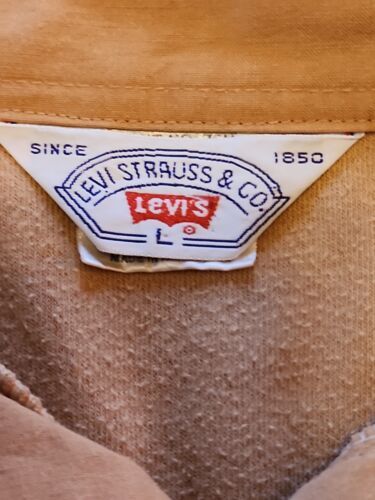 SINCE 1850
LEVI STRAUSS & CO.
LEVI'S
L